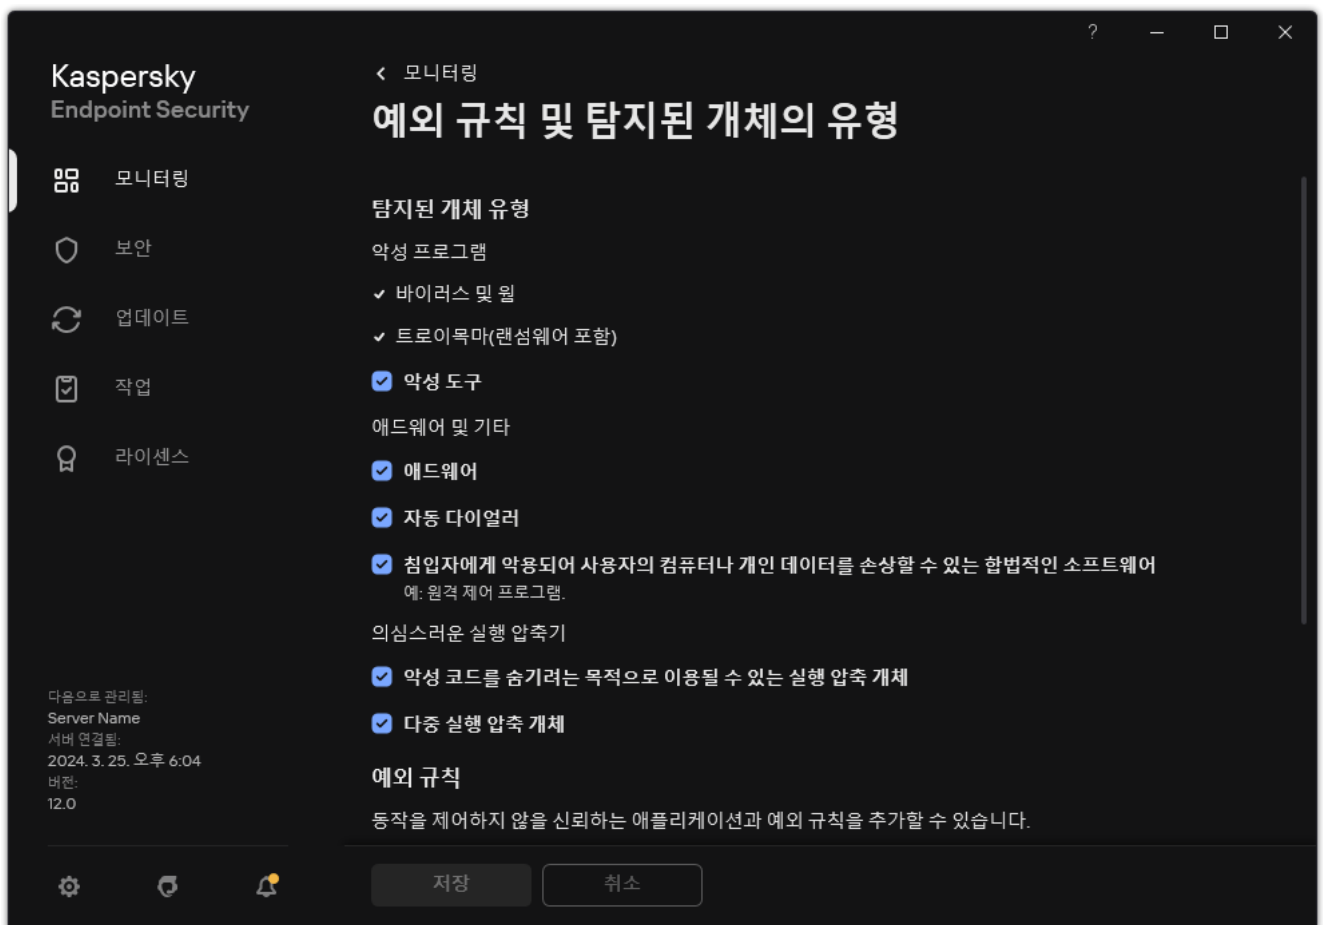 ?
Kaspersky
Endpoint Security
모니터링
보안
업데이트
작업
라이센스
다음으로 관리됨:
Server Name
서버 연결됨:
2024. 3. 25. 오후 6:04
버전:
12.0
모니터링
예외 규칙 및 탐지된 개체의 유형
탐지된 개체 유형
악성 프로그램
바이러스 및 웜
트로이목마(랜섬웨어 포함)
악성 도구
애드웨어 및 기타
애드웨어
자동 다이얼러
침입자에게 악용되어 사용자의 컴퓨터나 개인 데이터를 손상할 수 있는 합법적인 소프트웨어
예: 원격 제어 프로그램.
의심스러운 실행 압축기
악성 코드를 숨기려는 목적으로 이용될 수 있는 실행 압축 개체
다중 실행 압축 개체
예외 규칙
동작을 제어하지 않을 신뢰하는 애플리케이션과 예외 규칙을 추가할 수 있습니다.
저장
취소